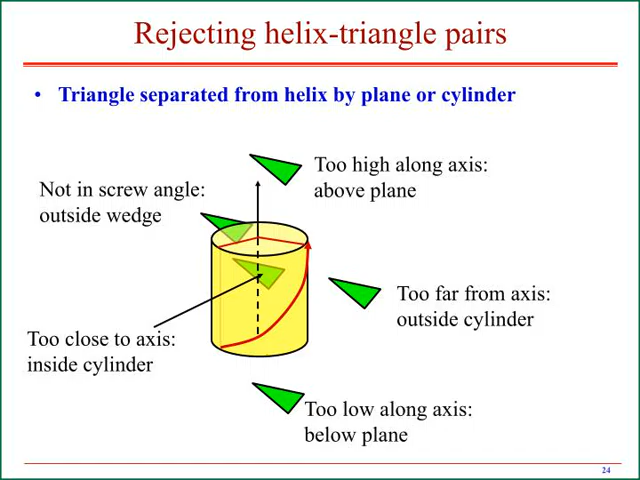 Rejecting helix-triangle pairs
• Triangle separated from helix by plane or cylinder
Too high along axis:
above plane
Not in screw angle:
outside wedge
Too far from axis:
outside cylinder
Too close to axis:
inside cylinder
Too low along axis:
below plane
24